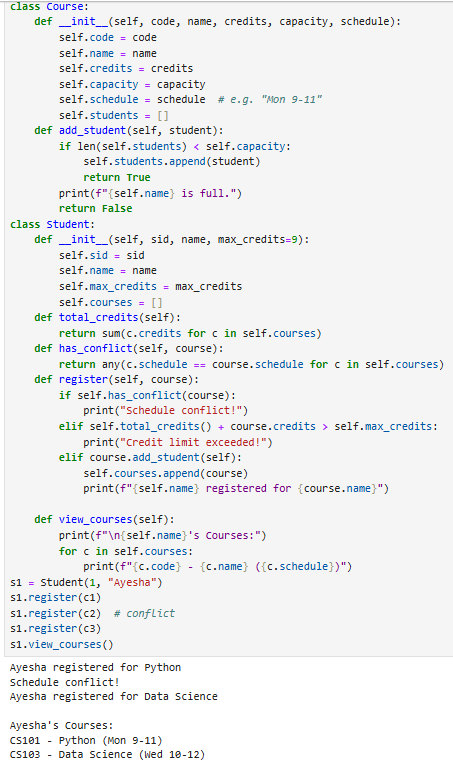 class Course:
    def __init__(self, code, name, credits, capacity, schedule):
        self.code = code
        self.name = name
        self.credits = credits
        self.capacity = capacity
        self.schedule = schedule  # e.g. "Mon 9-11"
        self.students = []
    def add_student(self, student):
        if len(self.students) < self.capacity:
            self.students.append(student)
            return True
        print(f"{self.name} is full.")
        return False
class Student:
    def __init__(self, sid, name, max_credits=9):
        self.sid = sid
        self.name = name
        self.max_credits = max_credits
        self.courses = []
    def total_credits(self):
        return sum(c.credits for c in self.courses)
    def has_conflict(self, course):
        return any(c.schedule == course.schedule for c in self.courses)
    def register(self, course):
        if self.has_conflict(course):
            print("Schedule conflict!")
        elif self.total_credits() + course.credits > self.max_credits:
            print("Credit limit exceeded!")
        elif course.add_student(self):
            self.courses.append(course)
            print(f"{self.name} registered for {course.name}")

    def view_courses(self):
        print(f"\n{self.name}'s Courses:")
        for c in self.courses:
            print(f"{c.code} - {c.name} ({c.schedule})")
s1 = Student(1, "Ayesha")
s1.register(c1)
s1.register(c2)  # conflict
s1.register(c3)
s1.view_courses()
Ayesha registered for Python
Schedule conflict!
Ayesha registered for Data Science

Ayesha's Courses:
CS101 - Python (Mon 9-11)
CS103 - Data Science (Wed 10-12)